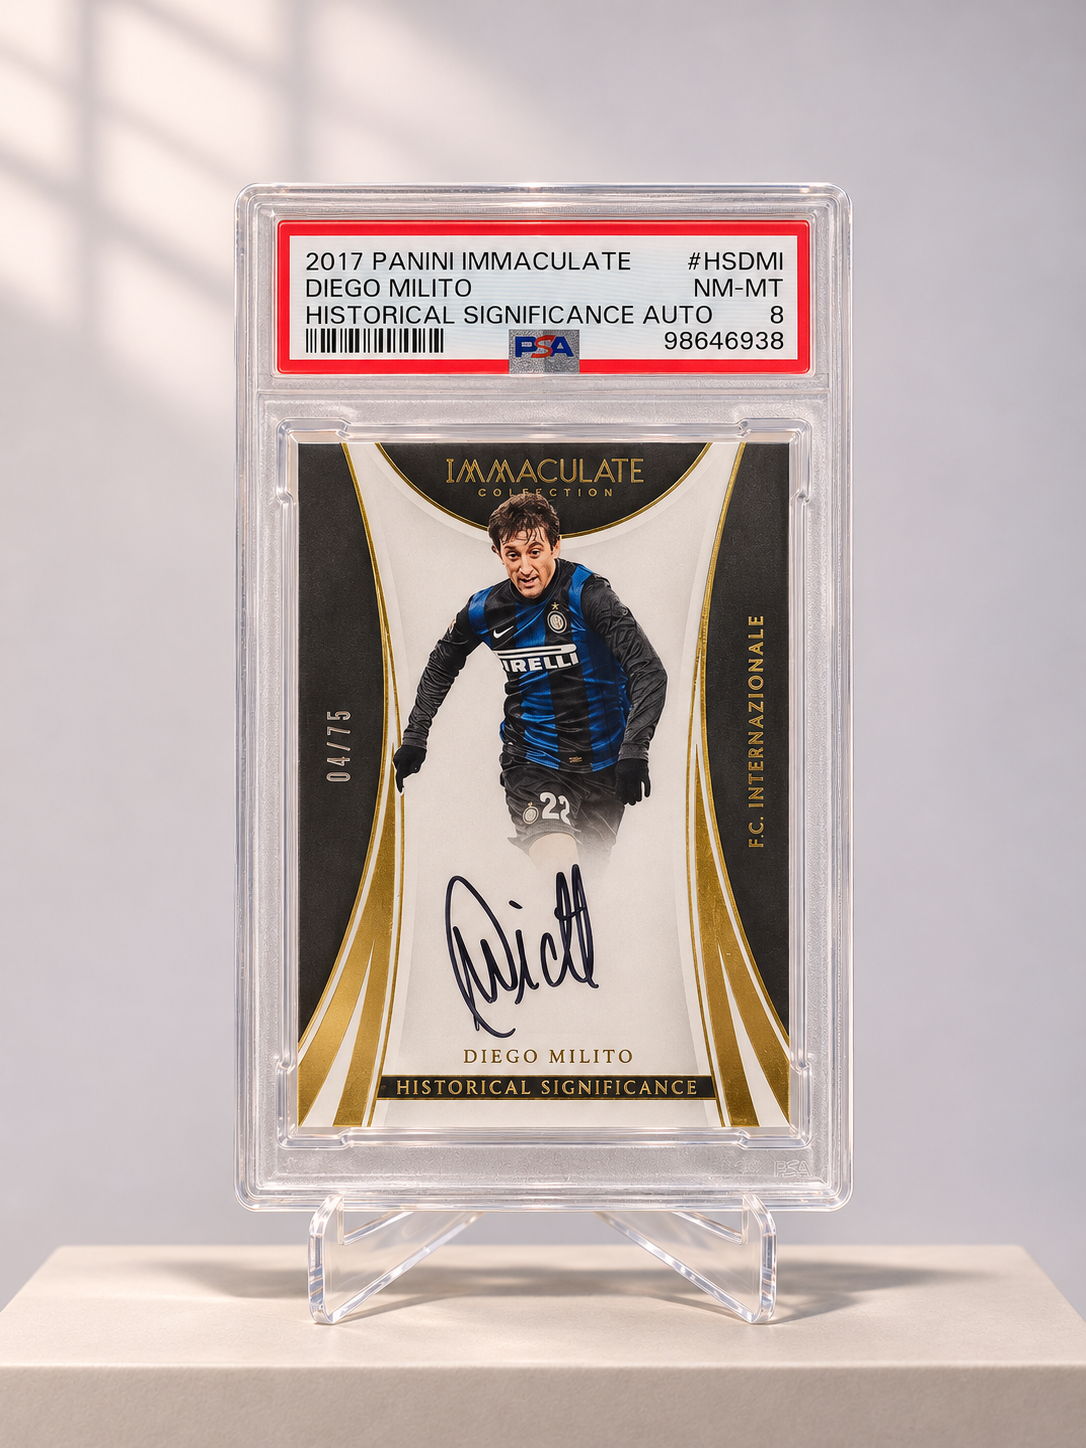 2017 PANINI IMMACULATE #HSDMI
DIEGO MILITO NM-MT
HISTORICAL SIGNIFICANCE AUTO 8
PSA 98646938
IMMACULATE
COLLECTION
PIRELLI
22
04/75
F.C. INTERNAZIONALE
DIEGO MILITO
HISTORICAL SIGNIFICANCE
PSA